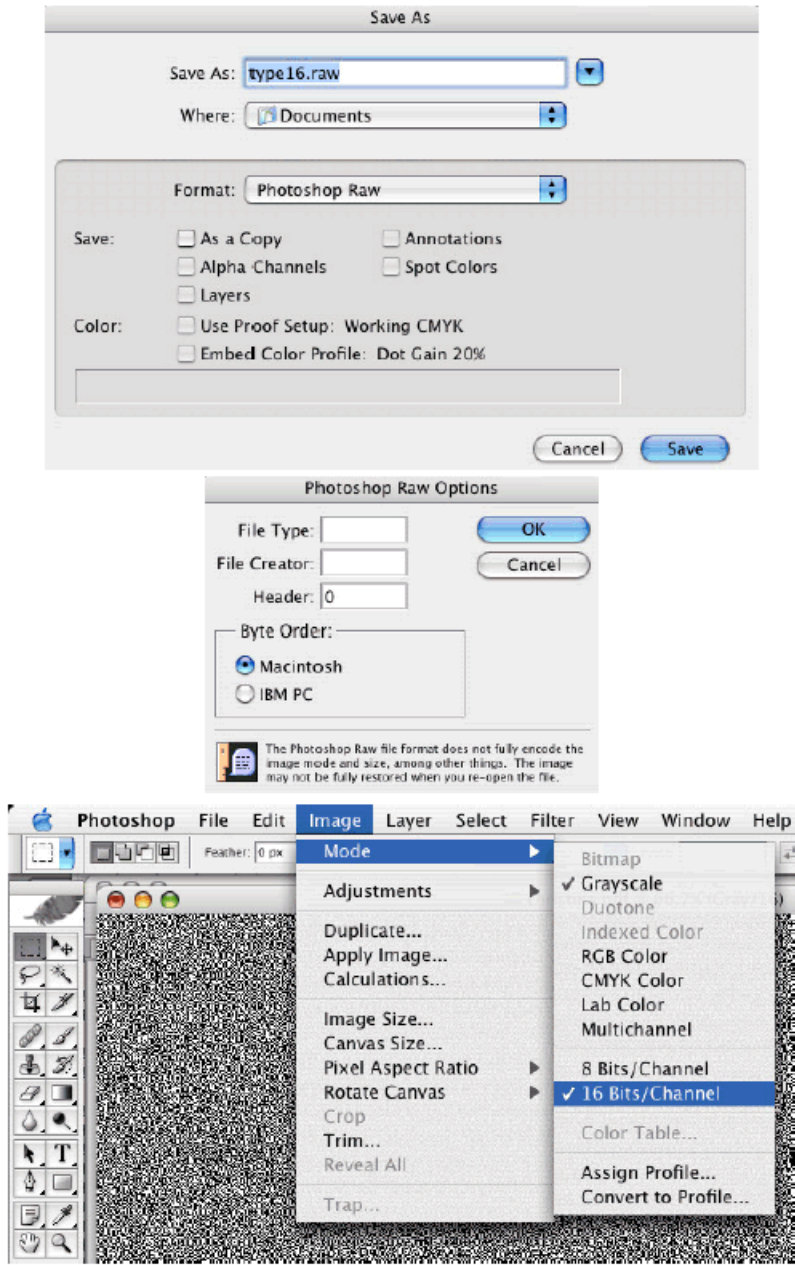 Save As
Save As: type16.raw
Where: Documents
Format: Photoshop Raw
Save: As a Copy Annotations
Alpha Channels Spot Colors
Layers
Color: Use Proof Setup: Working CMYK
Embed Color Profile: Dot Gain 20%
Cancel Save
Photoshop Raw Options
File Type: OK
File Creator: Cancel
Header: 0
Byte Order:
Macintosh
IBM PC
The Photoshop Raw file format does not fully encode the
image mode and size, among other things. The image
may not be fully restored when you re-open the file.
Photoshop File Edit Image Layer Select Filter View Window Help
Feather: 0 px
Mode
Adjustments
Duplicate...
Apply Image...
Calculations...
Image Size...
Canvas Size...
Pixel Aspect Ratio
Rotate Canvas
Crop
Trim...
Reveal All
Trap...
Bitmap
Grayscale
Duotone
Indexed Color
RGB Color
CMYK Color
Lab Color
Multichannel
8 Bits/Channel
16 Bits/Channel
Color Table...
Assign Profile...
Convert to Profile...